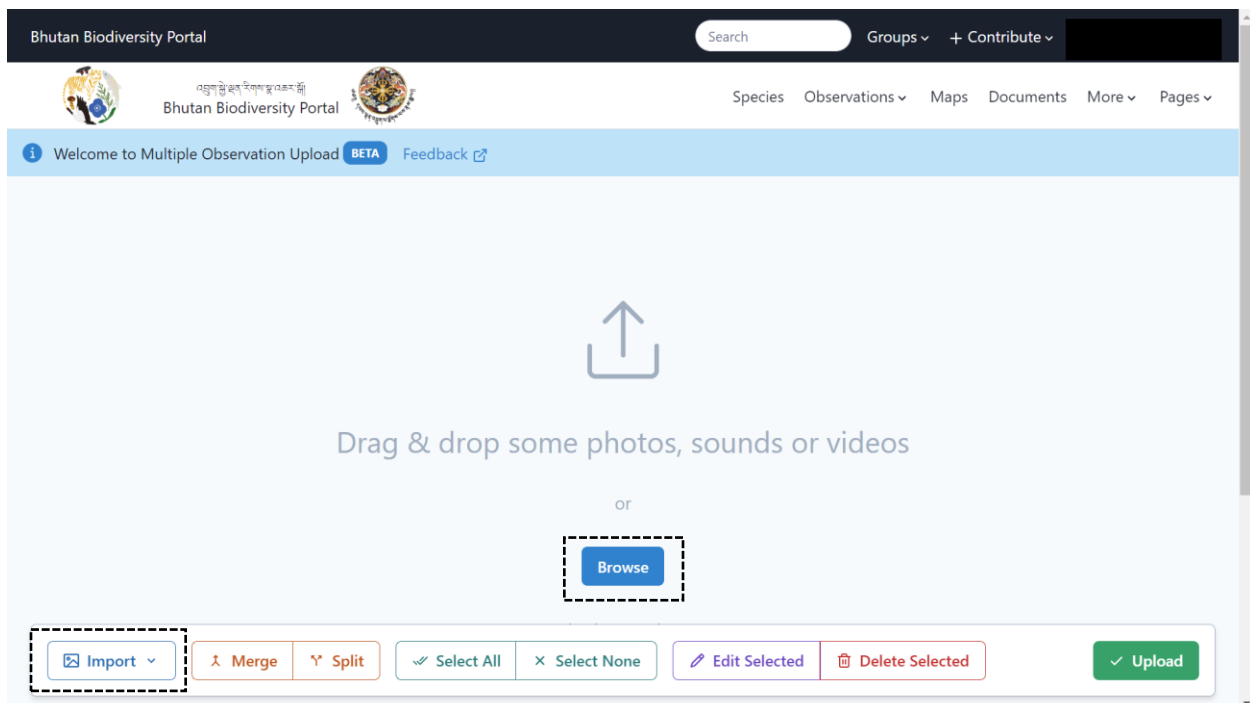 Bhutan Biodiversity Portal
Search
Groups
+ Contribute
Bhutan Biodiversity Portal
Species
Observations
Maps
Documents
More
Pages
Welcome to Multiple Observation Upload BETA Feedback
Drag & drop some photos, sounds or videos
or
Browse
Import
Merge
Split
Select All
Select None
Edit Selected
Delete Selected
Upload